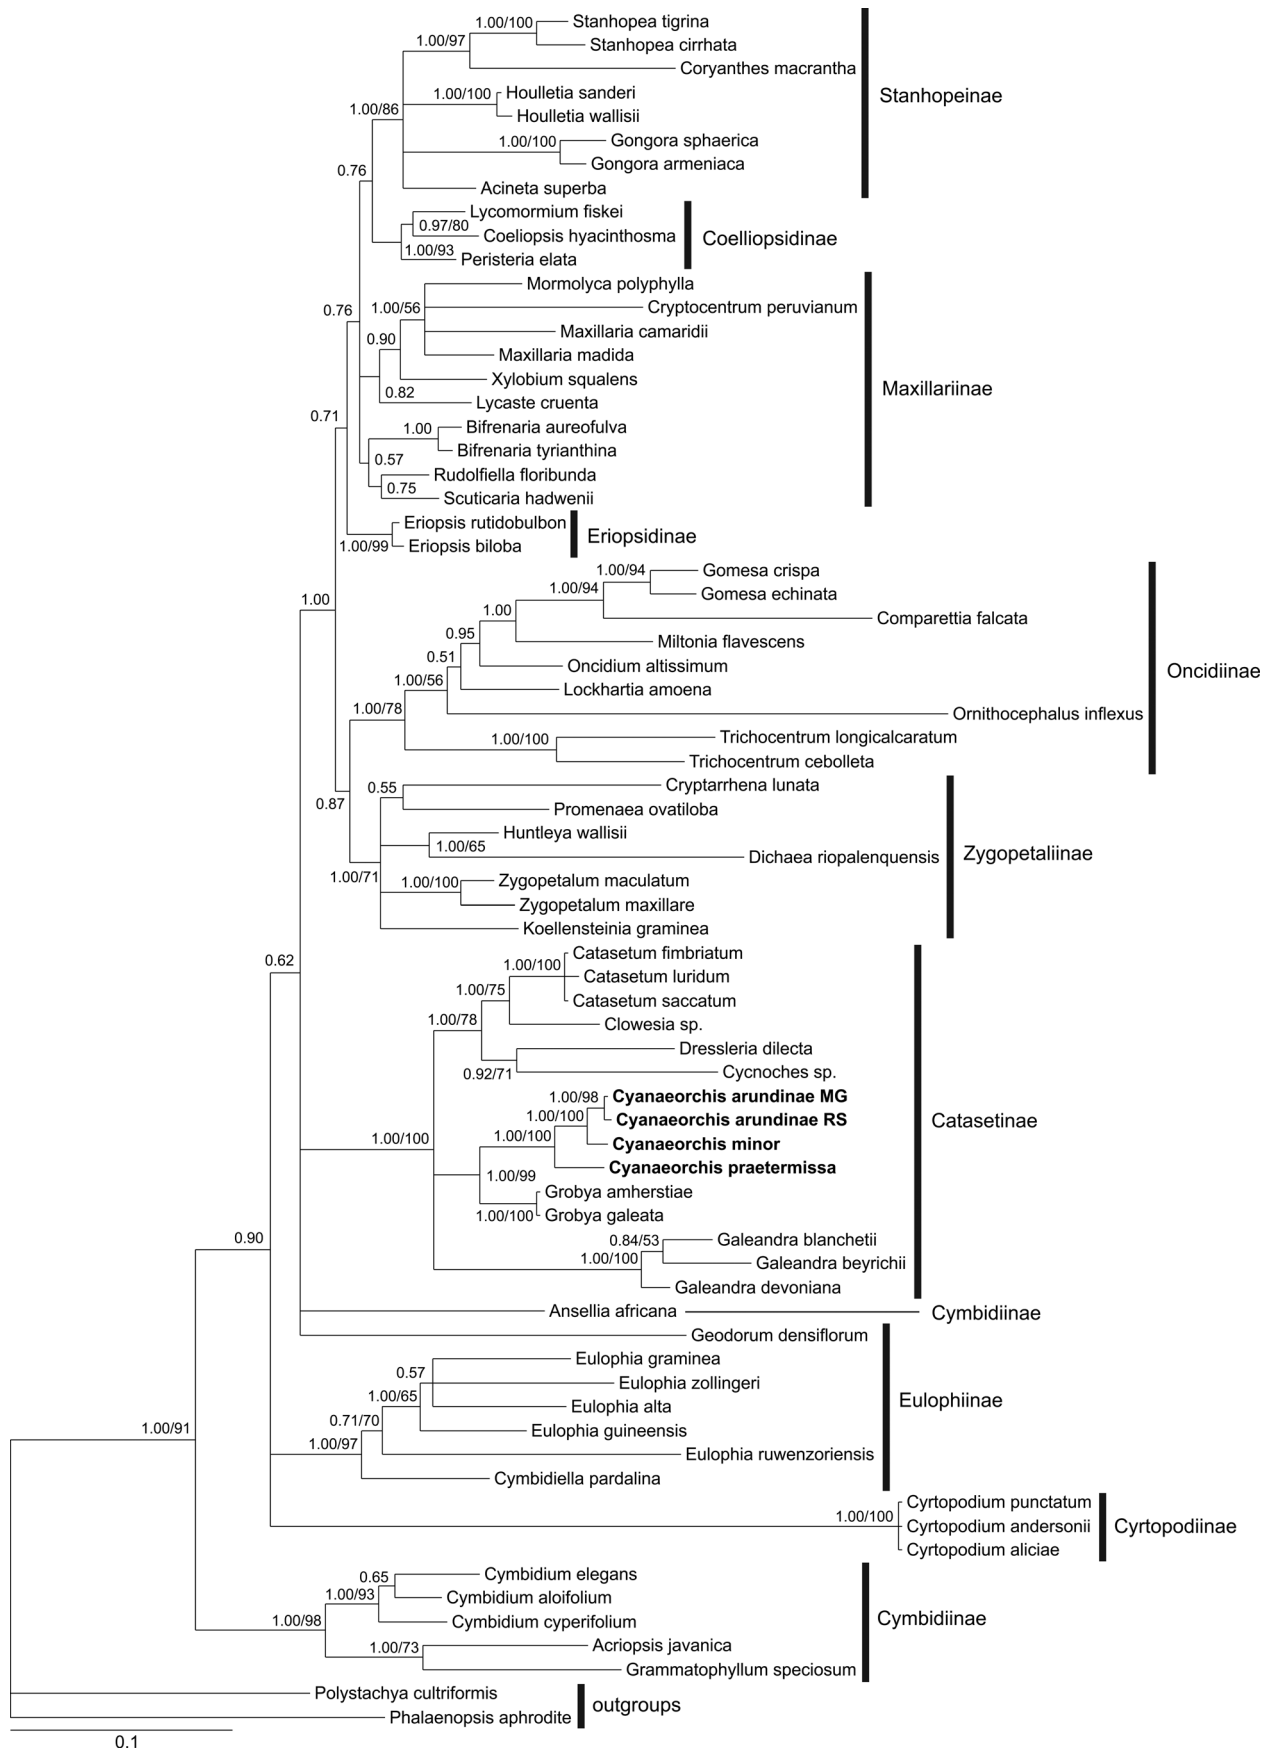 1.00/100
Stanhopea tigrina
1.00/97
Stanhopea cirrhata
Coryanthes macrantha
Stanhopeinae
1.00/100
Houlletia sanderi
1.00/86
Houlletia wallisii
1.00/100
Gongora sphaerica
Gongora armeniaca
0.76
Acineta superba
Lycomormium fiskei
0.97/80
Coeliopsis hyacinthosma
Coelliopsidinae
1.00/93
Peristeria elata
Mormolyca polyphylla
0.76
1.00/56
Cryptocentrum peruvianum
Maxillaria camaridii
0.90
Maxillaria madida
Xylobium squalens
0.82
Maxillariinae
Lycaste cruenta
0.71
1.00
Bifrenaria aureofulva
Bifrenaria tyrianthina
0.57
Rudolfiella floribunda
0.75
Scuticaria hadwenii
Eriopsis rutidobulbon
Eriopsidinae
1.00/99
Eriopsis biloba
1.00/94
Gomesa crispa
1.00/94
Gomesa echinata
1.00
1.00
Comparettia falcata
0.95
Miltonia flavescens
0.51
Oncidium altissimum
Oncidiinae
1.00/56
Lockhartia amoena
1.00/78
Ornithocephalus inflexus
1.00/100
Trichocentrum longicalcaratum
Trichocentrum cebolleta
0.87
0.55
Cryptarrhena lunata
Promenaea ovatiloba
Huntleya wallisii
1.00/65
Dichaea riopalenquensis
Zygopetaliinae
1.00/71
1.00/100
Zygopetalum maculatum
Zygopetalum maxillare
Koellensteinia graminea
0.62
Catasetum fimbriatum
1.00/100
Catasetum luridum
1.00/75
Catasetum saccatum
1.00/78
Clowesia sp.
Dressleria dilecta
0.92/71
Cycnoches sp.
1.00/98
Cyanaeorchis arundinae MG
1.00/100
Cyanaeorchis arundinae RS
Catasetinae
1.00/100
1.00/100
Cyanaeorchis minor
Cyanaeorchis praetermissa
1.00/99
Grobya amherstiae
1.00/100
Grobya galeata
0.90
0.84/53
Galeandra blanchetii
1.00/100
Galeandra beyrichii
Galeandra devoniana
Ansellia africana
Cymbidiinae
Geodorum densiflorum
0.57
Eulophia graminea
1.00/65
Eulophia zollingeri
Eulophiinae
Eulophia alta
0.71/70
Eulophia guineensis
1.00/91
1.00/97
Eulophia ruwenzoriensis
Cymbidiella pardalina
1.00/100
Cyrtopodium punctatum
Cyrtopodium andersonii
Cyrtopodiinae
Cyrtopodium aliciae
0.65
Cymbidium elegans
1.00/93
Cymbidium aloifolium
1.00/98
Cymbidium cyperifolium
Cymbidiinae
1.00/73
Acriopsis javanica
Grammatophyllum speciosum
Polystachya cultriformis
outgroups
Phalaenopsis aphrodite
0.1